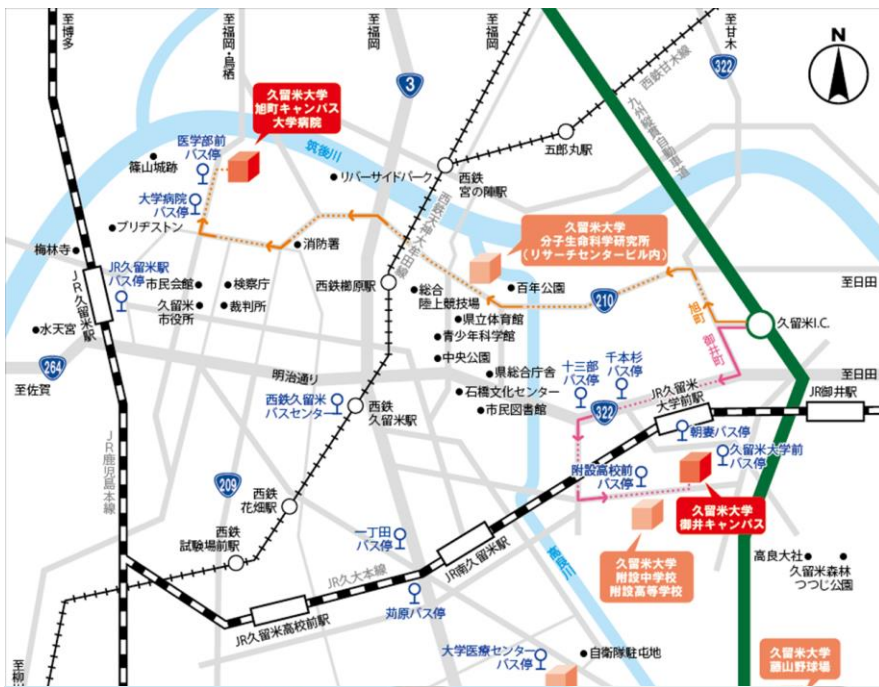 至博多
至福岡・鳥栖
至福岡
至福岡
至甘木
N
3
322
西鉄甘木線
九州縦貫自動車道
久留米大学
旭町キャンパス
大学病院
医学部前
バス停
篠山城跡
大学病院
バス停
ブリヂストン
筑後川
リバーサイドパーク
西鉄
宮の陣駅
五郎丸駅
西鉄天神大牟田線
久留米大学
分子生命科学研究所
(リサーチセンタービル内)
梅林寺
JR久留米駅
バス停
JR久留米駅
消防署
市民会館
検察庁
久留米
市役所
裁判所
西鉄櫛原駅
総合
陸上競技場
百年公園
210
旭町
至日田
水天宮
264
至佐賀
県立体育館
青少年科学館
中央公園
県総合庁舎
石橋文化センター
市民図書館
久留米I.C.
御井町
明治通り
西鉄久留米
バスセンター
西鉄
久留米駅
十三部
バス停
千本杉
バス停
322
JR久留米
大学前駅
至日田
JR御井駅
朝妻バス停
久留米大学前
バス停
附設高校前
バス停
久留米大学
御井キャンパス
JR鹿児島本線
209
西鉄
花畑駅
西鉄
試験場前駅
一丁田
バス停
JR南久留米駅
久留米大学
附設中学校
附設高等学校
高良大社
久留米森林
つつじ公園
JR久大本線
高良川
JR久留米高校前駅
苅原バス停
大学医療センター
バス停
自衛隊駐屯地
久留米大学
藤山野球場
至柳川